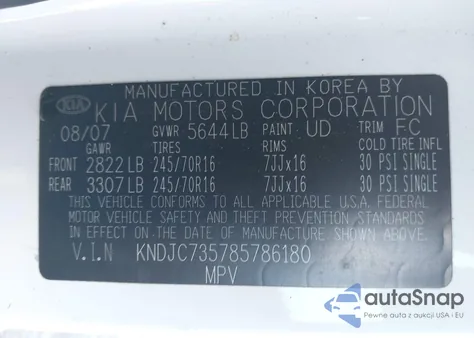 MANUFACTURED IN KOREA BY
KIA KIA MOTORS CORPORATION
08/07 GVWR 5644LB PAINT UD TRIM FC
GAWR TIRES RIMS COLD TIRE INFL
FRONT 2822LB 245/70R16 7JJx16 30 PSI SINGLE
REAR 3307LB 245/70R16 7JJx16 30 PSI SINGLE
THIS VEHICLE CONFORMS TO ALL APPLICABLE U.S.A. FEDERAL
MOTOR VEHICLE SAFETY AND THEFT PREVENTION STANDARDS
IN EFFECT ON THE DATE OF MANUFACTURE SHOWN ABOVE.
V.I.N KNDJC735785786180
MPV
autoSnap
Pewne auta z aukcji USA i EU